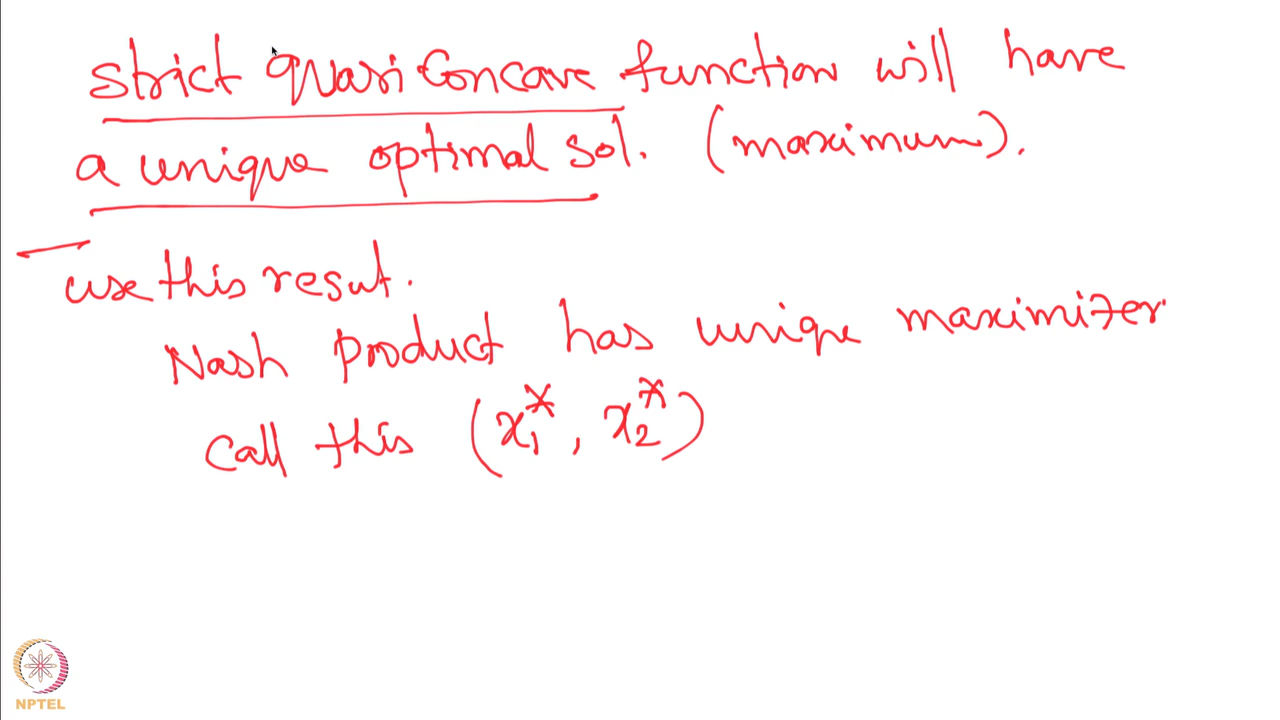 strict quasi concave function will have
a unique optimal sol. (maximum).
use this resut.
Nash product has unique maximizer
call this (x₁*, x₂*)
NPTEL